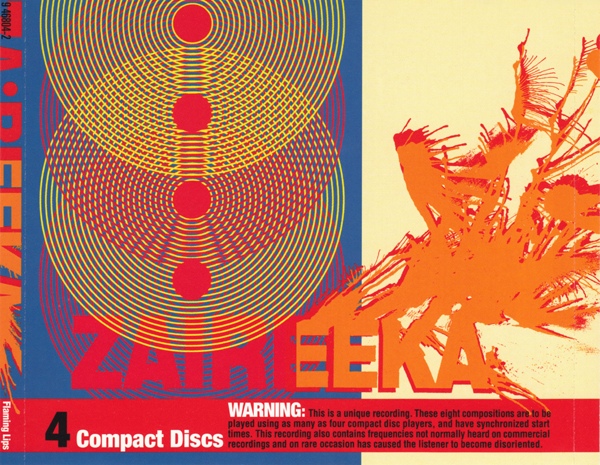 9 46804-2
ZAIREEKA
ZAIREEKA
Flaming Lips
4 Compact Discs
WARNING: This is a unique recording. These eight compositions are to be
played using as many as four compact disc players, and have synchronized start
times. This recording also contains frequencies not normally heard on commercial
recordings and on rare occasion has caused the listener to become disoriented.